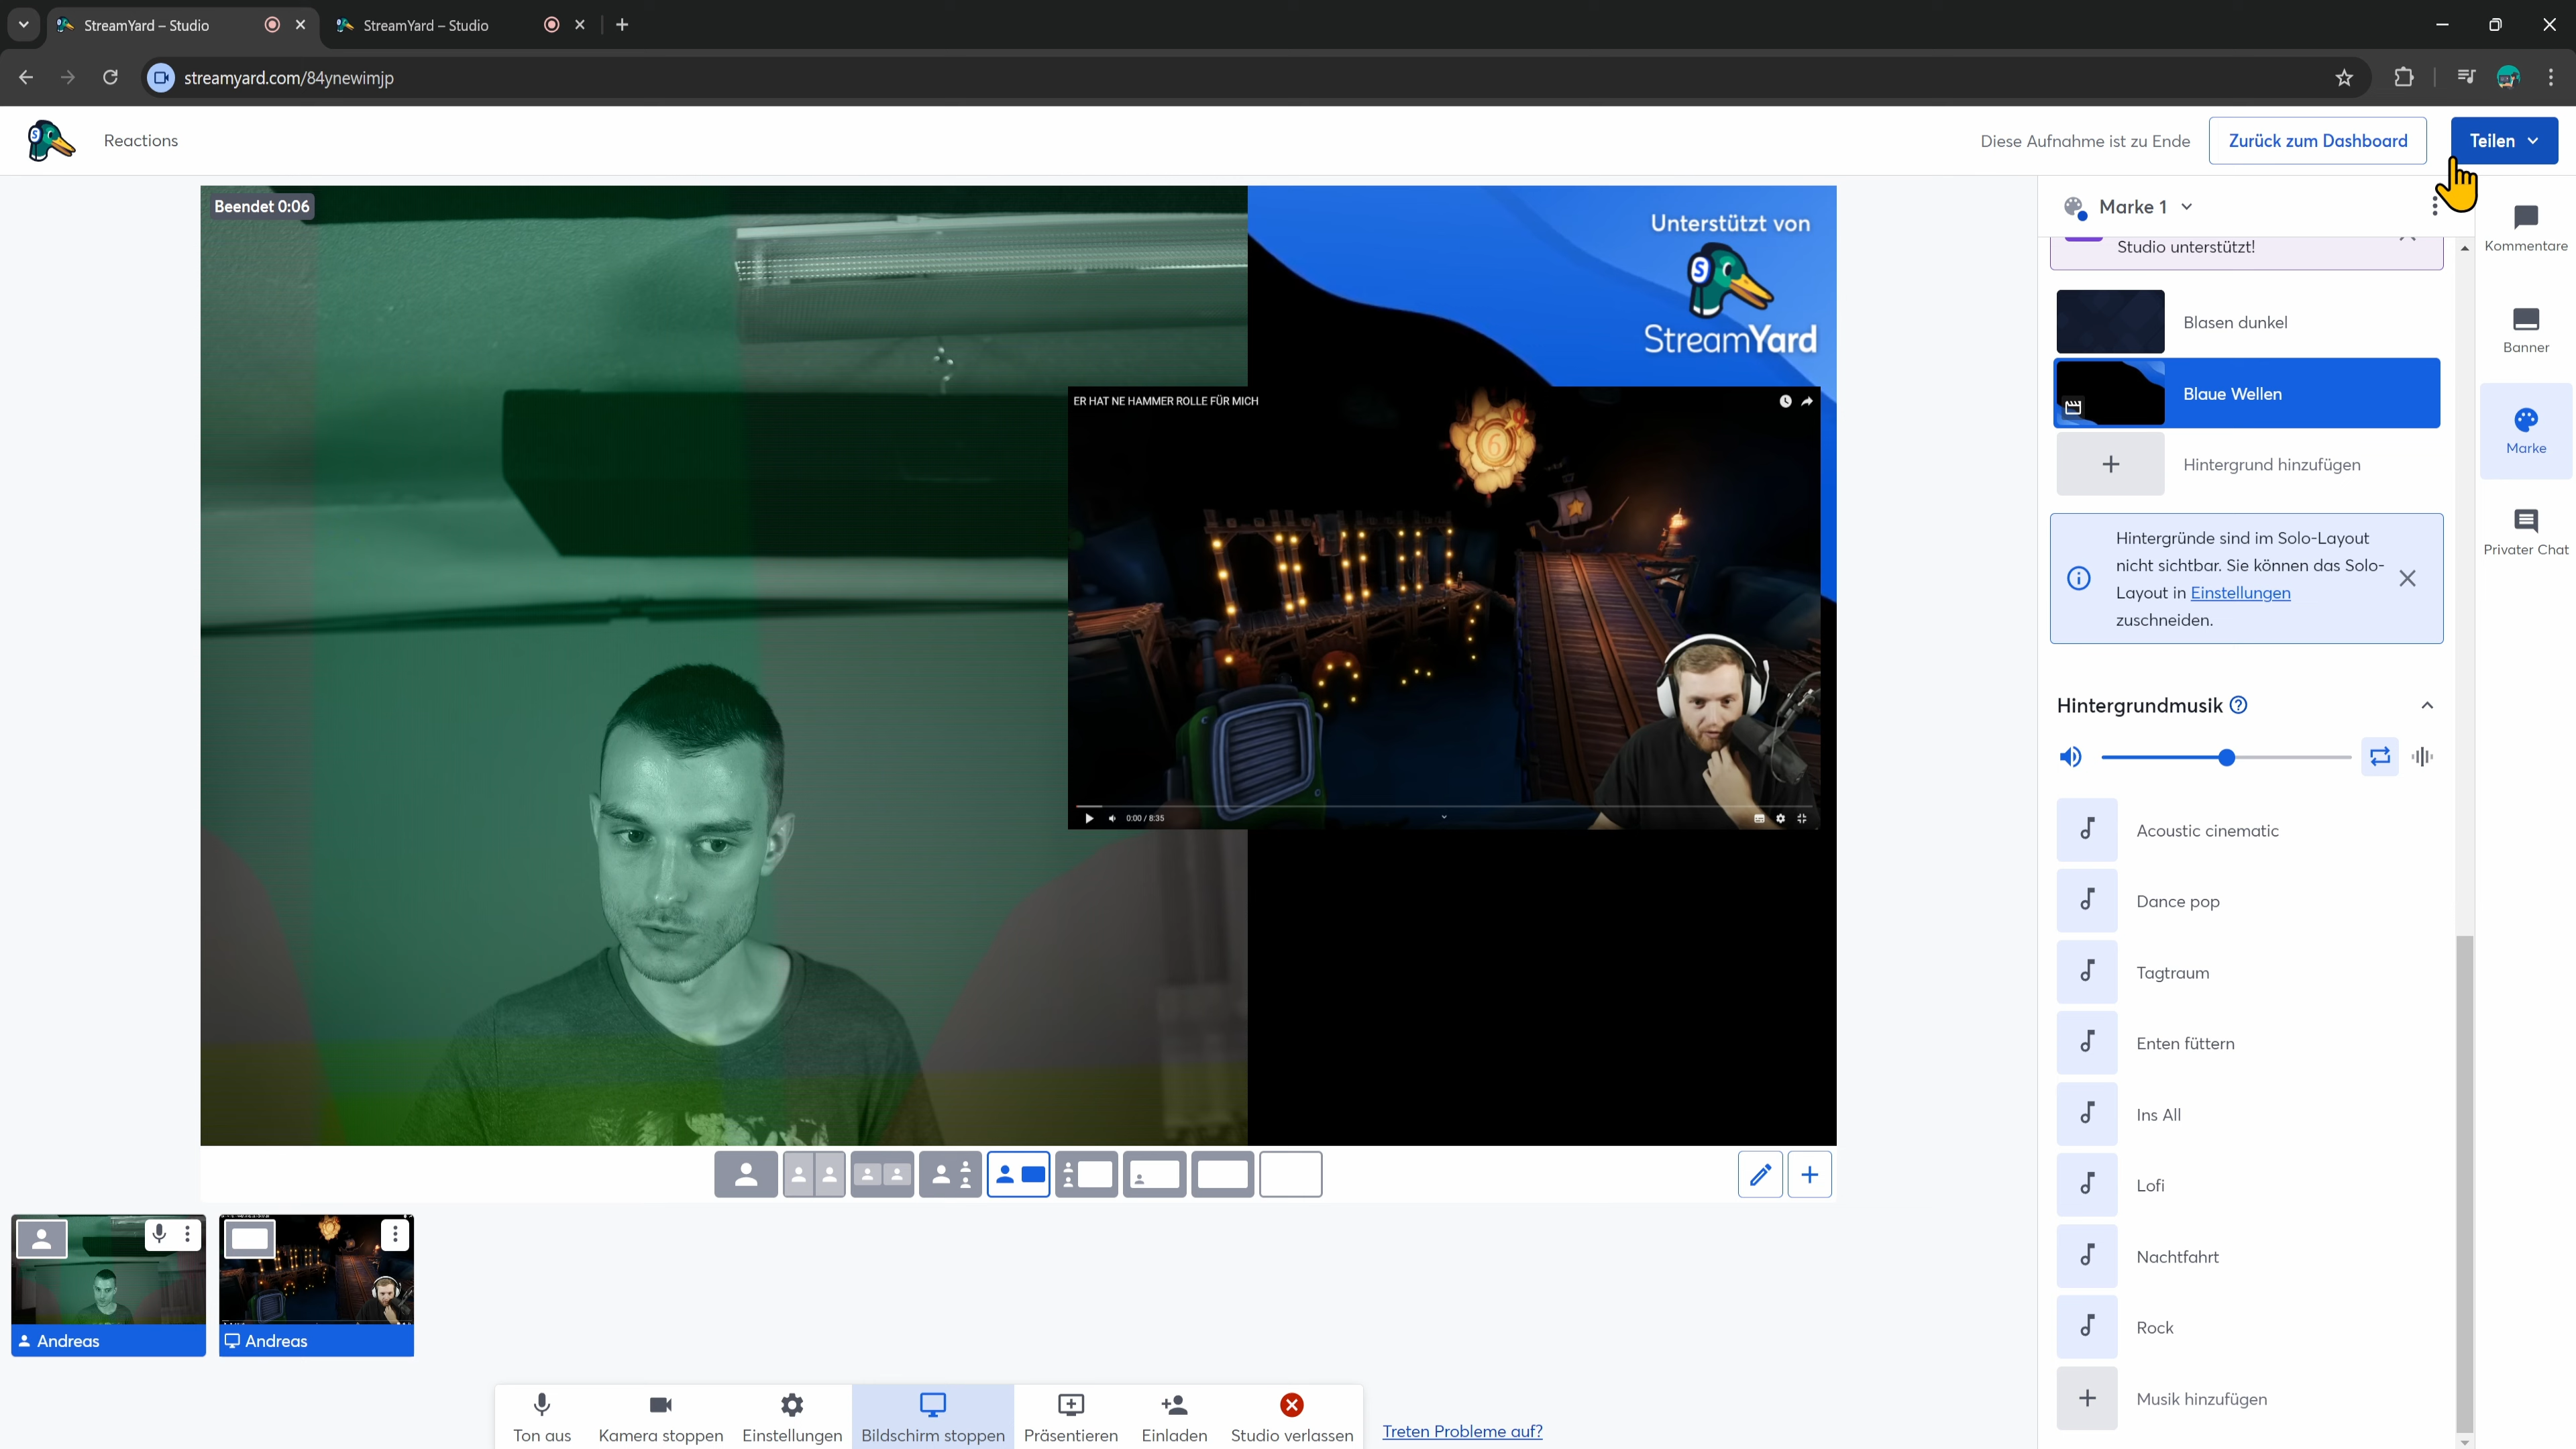 StreamYard – Studio
StreamYard – Studio
streamyard.com/84ynewimjp
Reactions
Diese Aufnahme ist zu Ende
Zurück zum Dashboard
Teilen
Beendet 0:06
Unterstützt von
StreamYard
ER HAT NE HAMMER ROLLE FÜR MICH
6
0:00 / 8:35
Marke 1
Studio unterstützt!
Blasen dunkel
Blaue Wellen
Hintergrund hinzufügen
Hintergründe sind im Solo-Layout
nicht sichtbar. Sie können das Solo-
Layout in Einstellungen
zuschneiden.
Hintergrundmusik
Acoustic cinematic
Dance pop
Tagtraum
Enten füttern
Ins All
Lofi
Nachtfahrt
Rock
Musik hinzufügen
Kommentare
Banner
Marke
Privater Chat
Andreas
Andreas
Ton aus
Kamera stoppen
Einstellungen
Bildschirm stoppen
Präsentieren
Einladen
Studio verlassen
Treten Probleme auf?